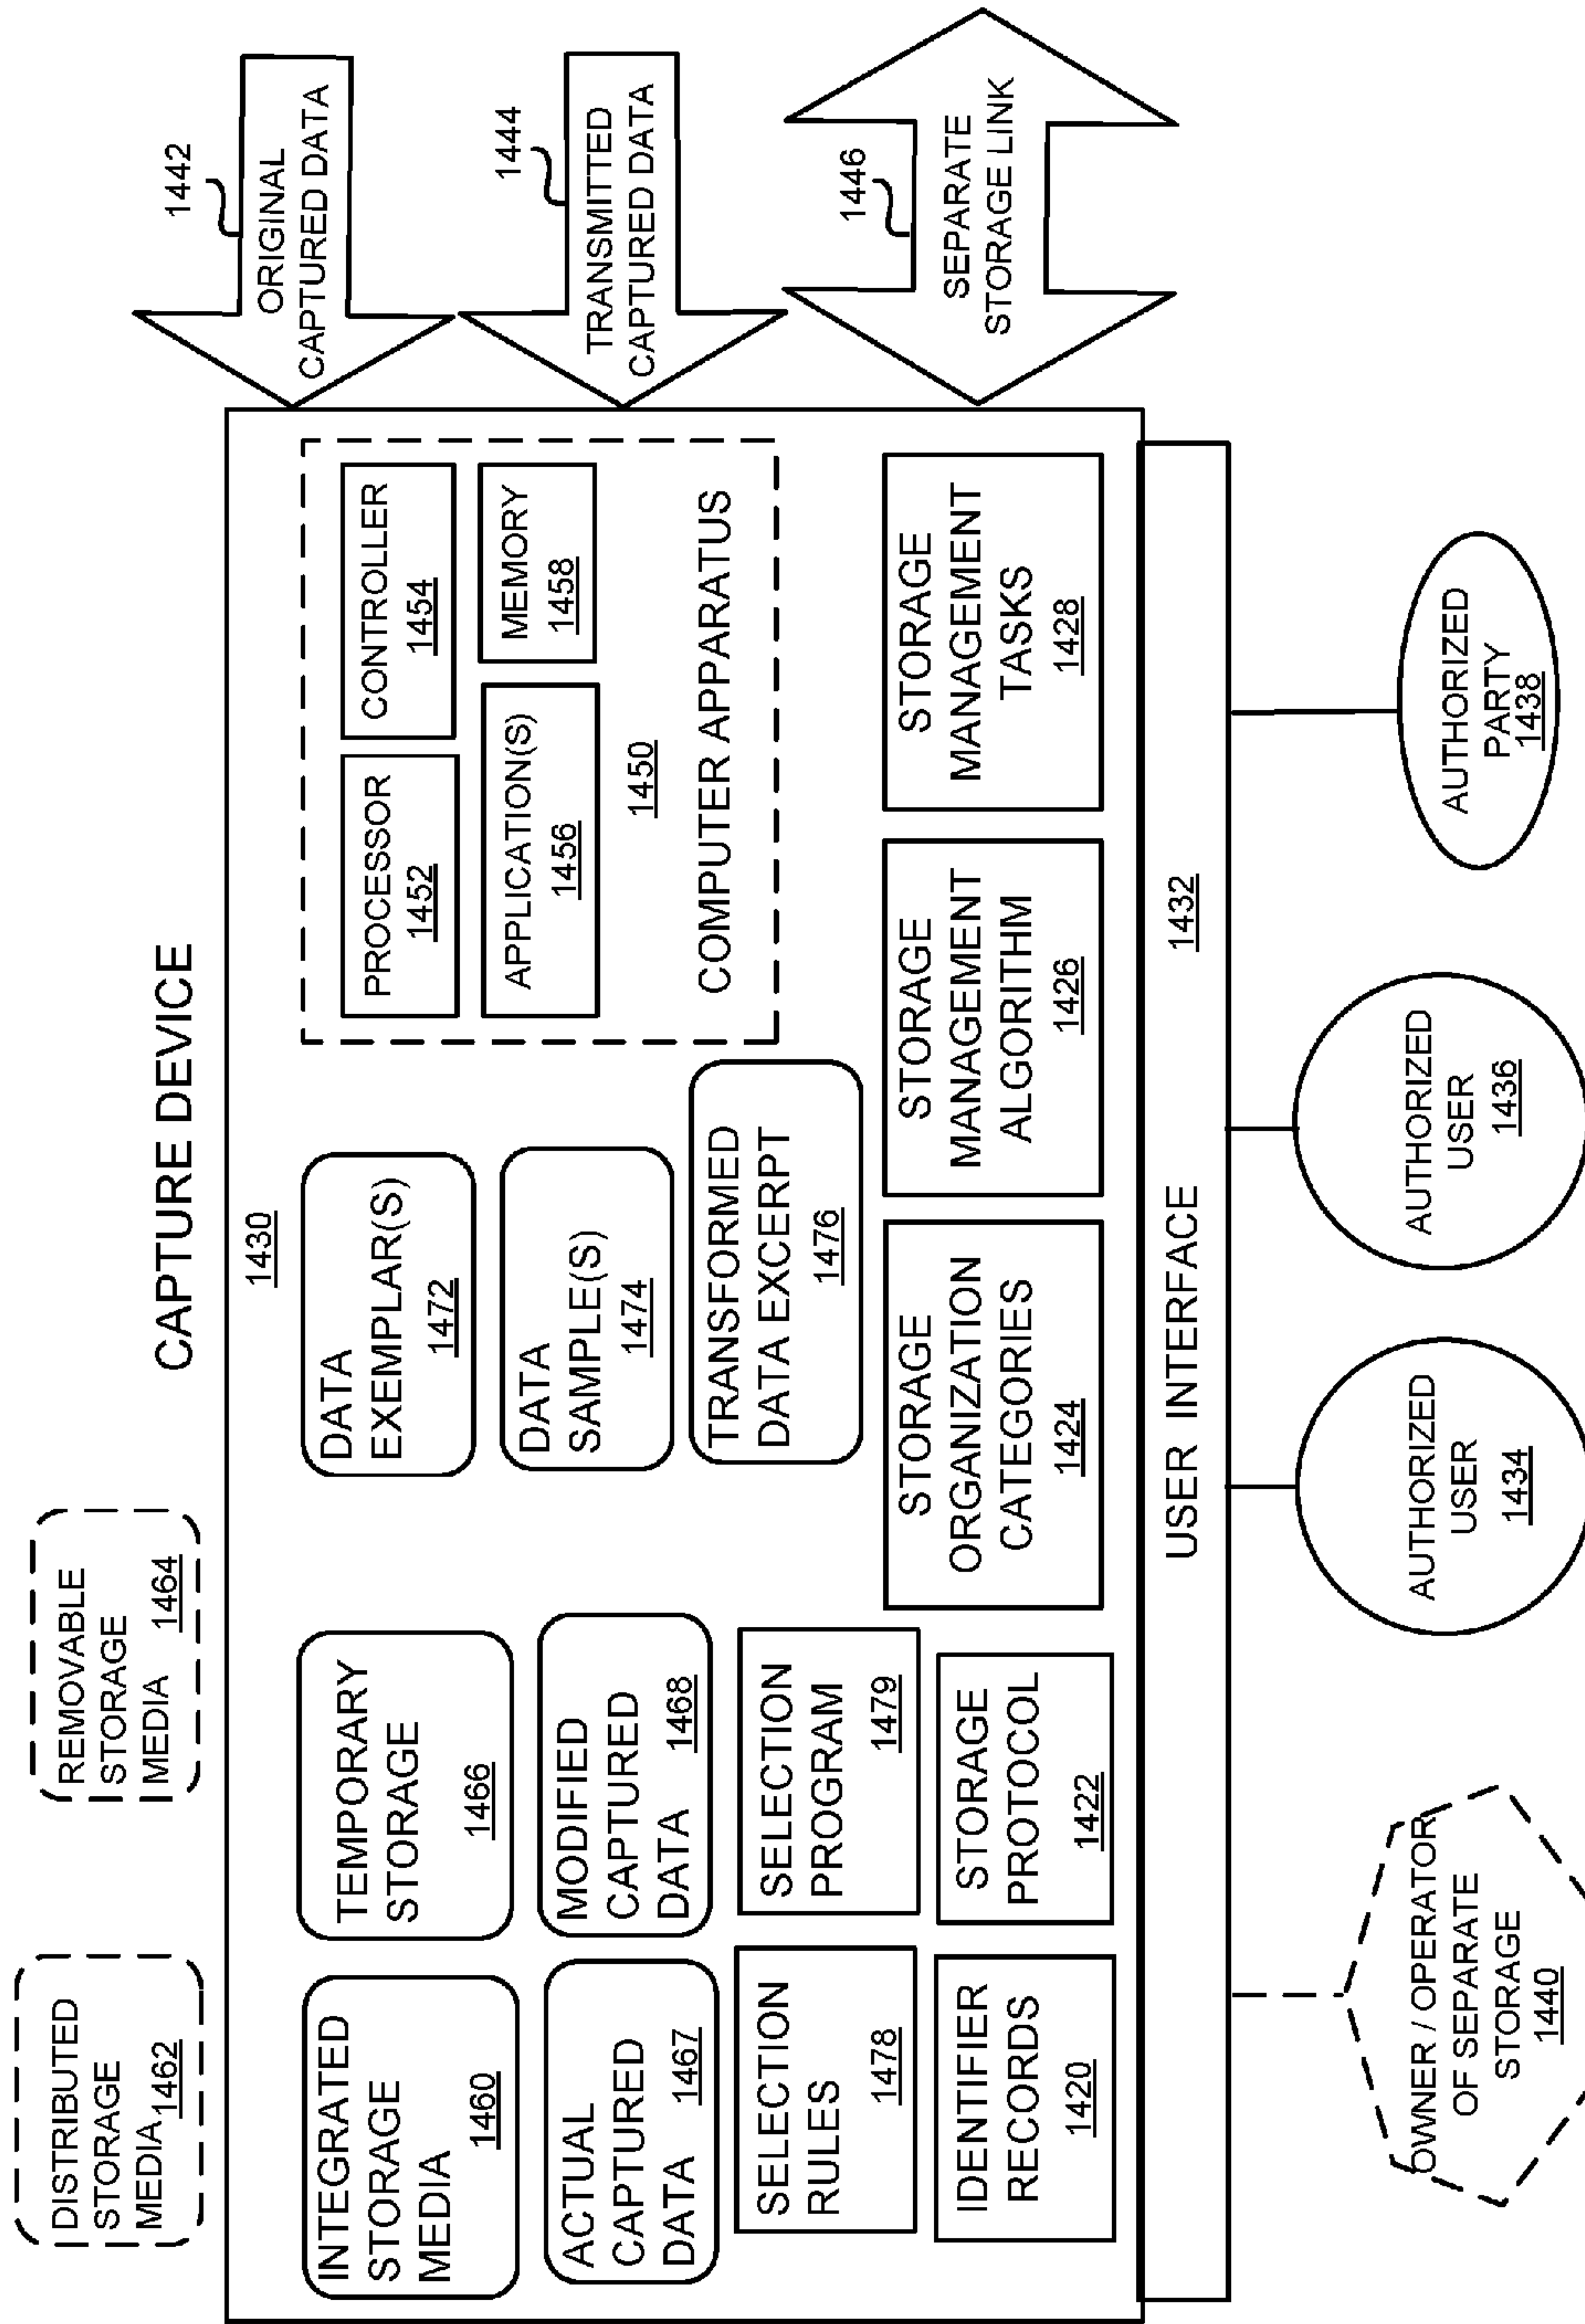 DISTRIBUTED
STORAGE
MEDIA
1462
REMOVABLE
STORAGE
MEDIA
1464
CAPTURE DEVICE
1430
INTEGRATED
STORAGE
MEDIA
1460
TEMPORARY
STORAGE
1466
DATA
EXEMPLAR(S)
1472
PROCESSOR
1452
CONTROLLER
1454
APPLICATION(S)
1456
MEMORY
1458
1450
COMPUTER APPARATUS
ACTUAL
CAPTURED
DATA
1467
MODIFIED
CAPTURED
DATA
1468
DATA
SAMPLE(S)
1474
TRANSFORMED
DATA EXCERPT
1476
SELECTION
RULES
1478
SELECTION
PROGRAM
1479
IDENTIFIER
RECORDS
1420
STORAGE
PROTOCOL
1422
STORAGE
ORGANIZATION
CATEGORIES
1424
STORAGE
MANAGEMENT
ALGORITHM
1426
STORAGE
MANAGEMENT
TASKS
1428
1442
ORIGINAL
CAPTURED DATA
1444
TRANSMITTED
CAPTURED DATA
1446
SEPARATE
STORAGE LINK
USER INTERFACE
1432
OWNER / OPERATOR
OF SEPARATE
STORAGE
1440
AUTHORIZED
USER
1434
AUTHORIZED
USER
1436
AUTHORIZED
PARTY
1438